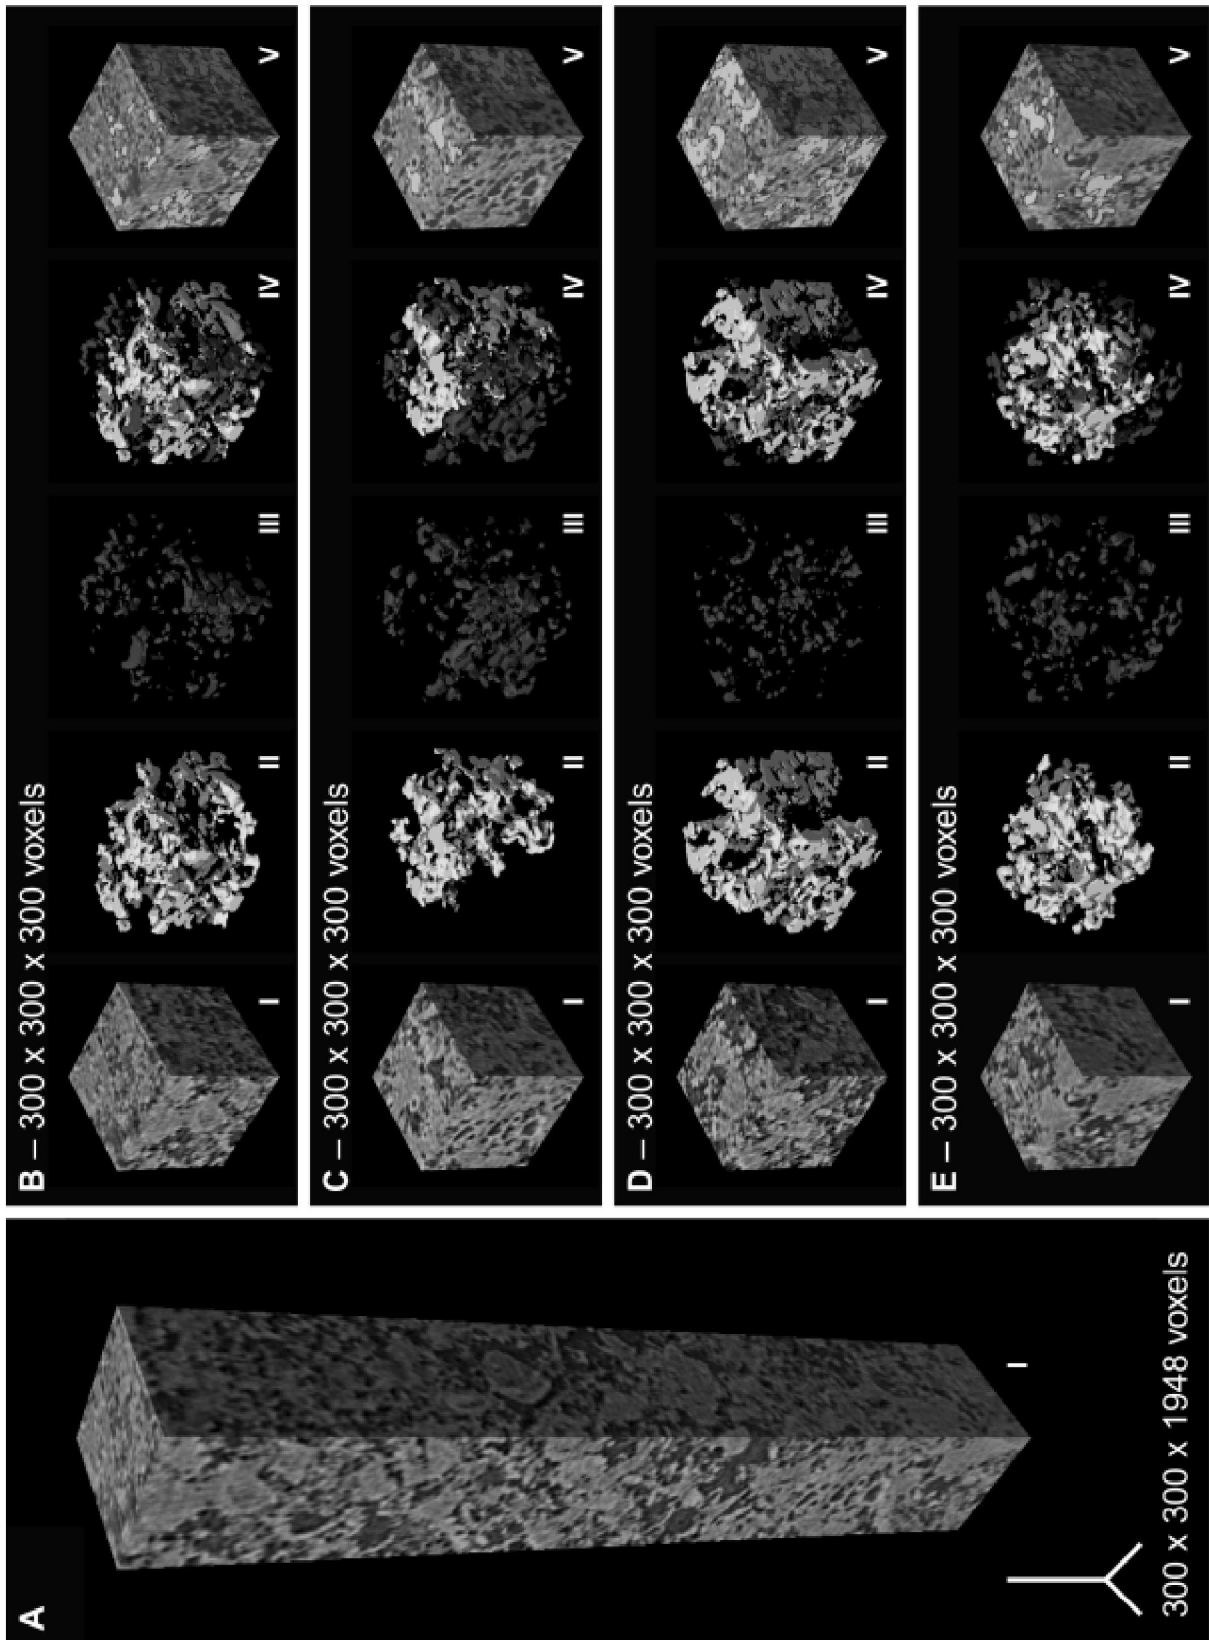 A
I
300 x 300 x 1948 voxels
B – 300 x 300 x 300 voxels
I
II
III
IV
V
C – 300 x 300 x 300 voxels
I
II
III
IV
V
D – 300 x 300 x 300 voxels
I
II
III
IV
V
E – 300 x 300 x 300 voxels
I
II
III
IV
V